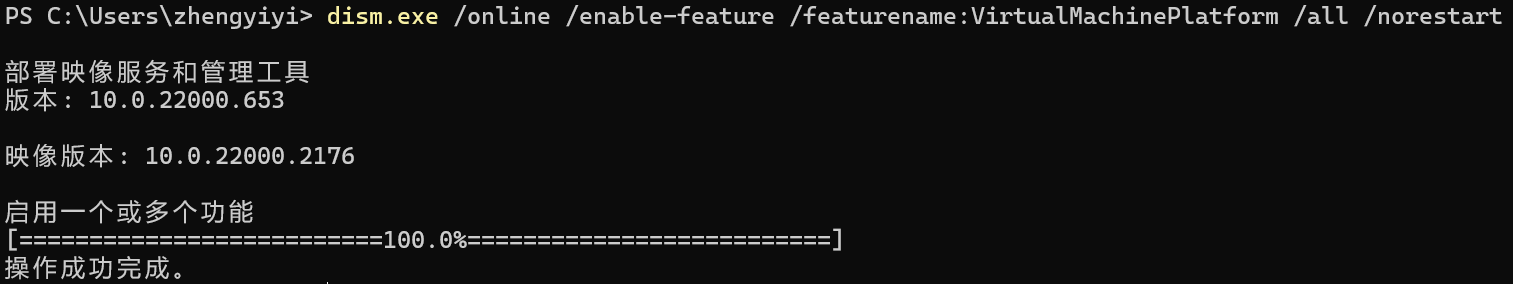 PS C:\Users\zhengyiyi> dism.exe /online /enable-feature /featurename:VirtualMachinePlatform /all /norestart
部署映像服务和管理工具
版本: 10.0.22000.653
映像版本: 10.0.22000.2176
启用一个或多个功能
[==========================100.0%==========================]
操作成功完成。